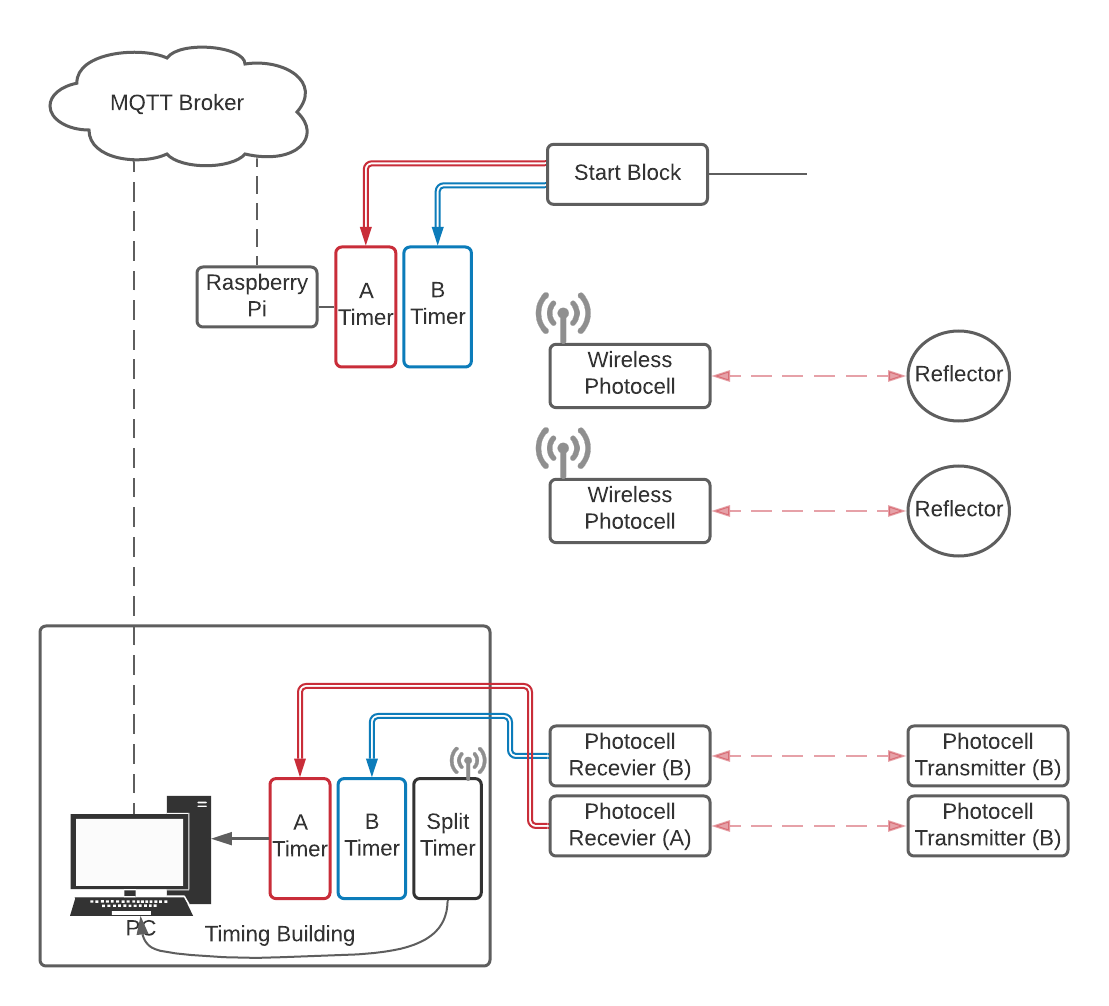 MQTT Broker
Start Block
Raspberry
Pi
A
Timer
B
Timer
Wireless
Photocell
Reflector
Wireless
Photocell
Reflector
Photocell
Recevier (B)
Photocell
Transmitter (B)
Photocell
Recevier (A)
Photocell
Transmitter (B)
A
Timer
B
Timer
Split
Timer
PC
Timing Building